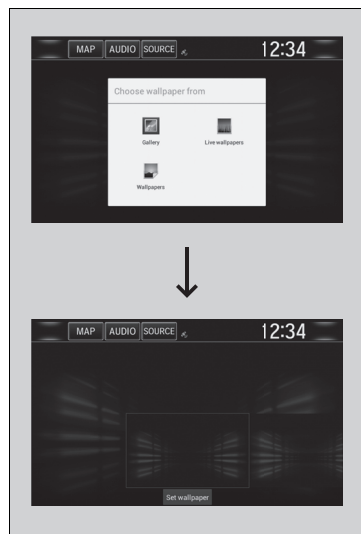 MAP AUDIO SOURCE 12:34
Choose wallpaper from
Gallery Live wallpapers
Wallpapers
MAP AUDIO SOURCE 12:34
Set wallpaper